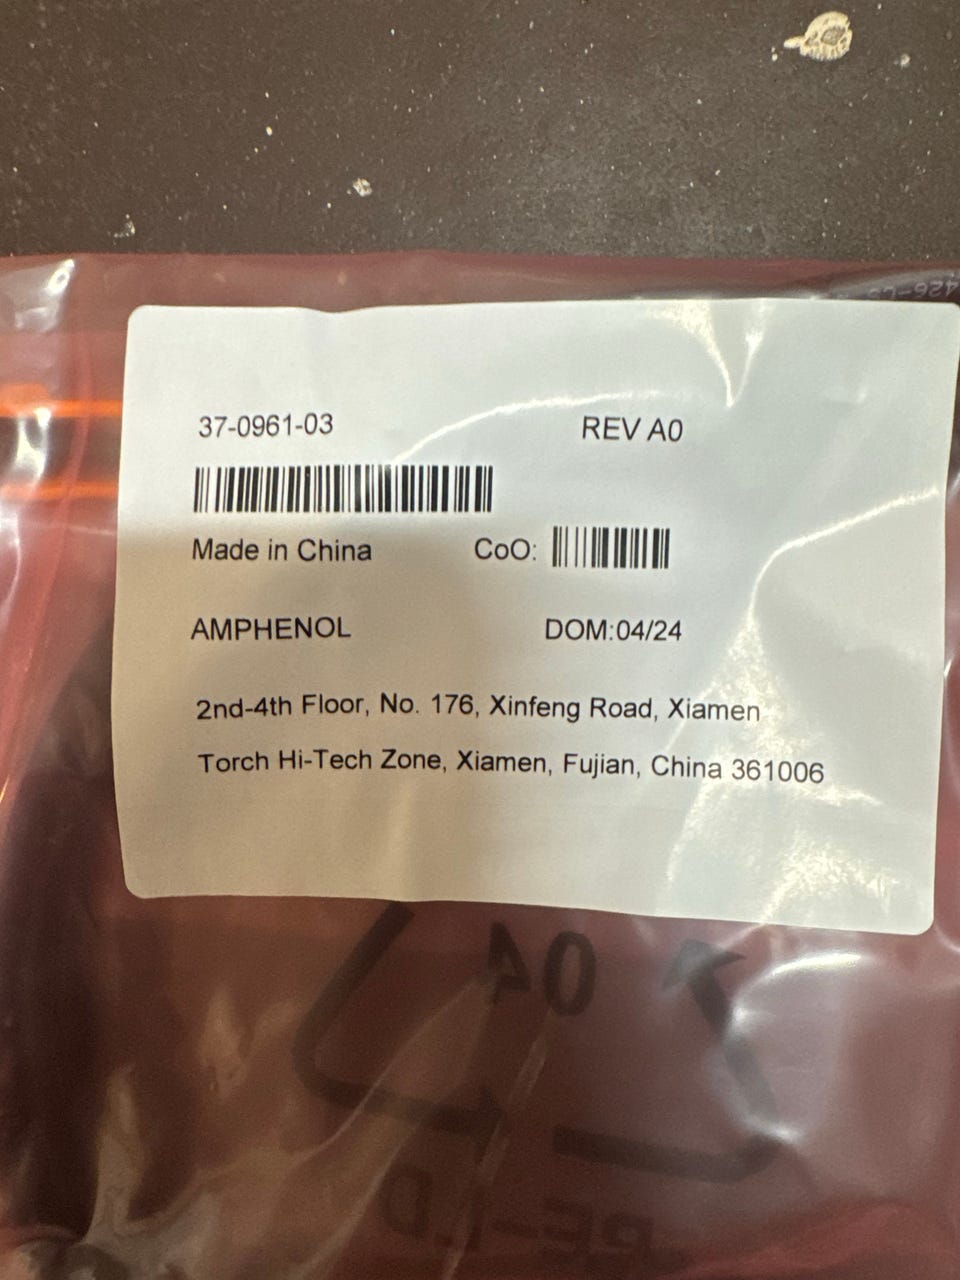 37-0961-03 REV A0
Made in China CoO:
AMPHENOL DOM:04/24
2nd-4th Floor, No. 176, Xinfeng Road, Xiamen
Torch Hi-Tech Zone, Xiamen, Fujian, China 361006
04